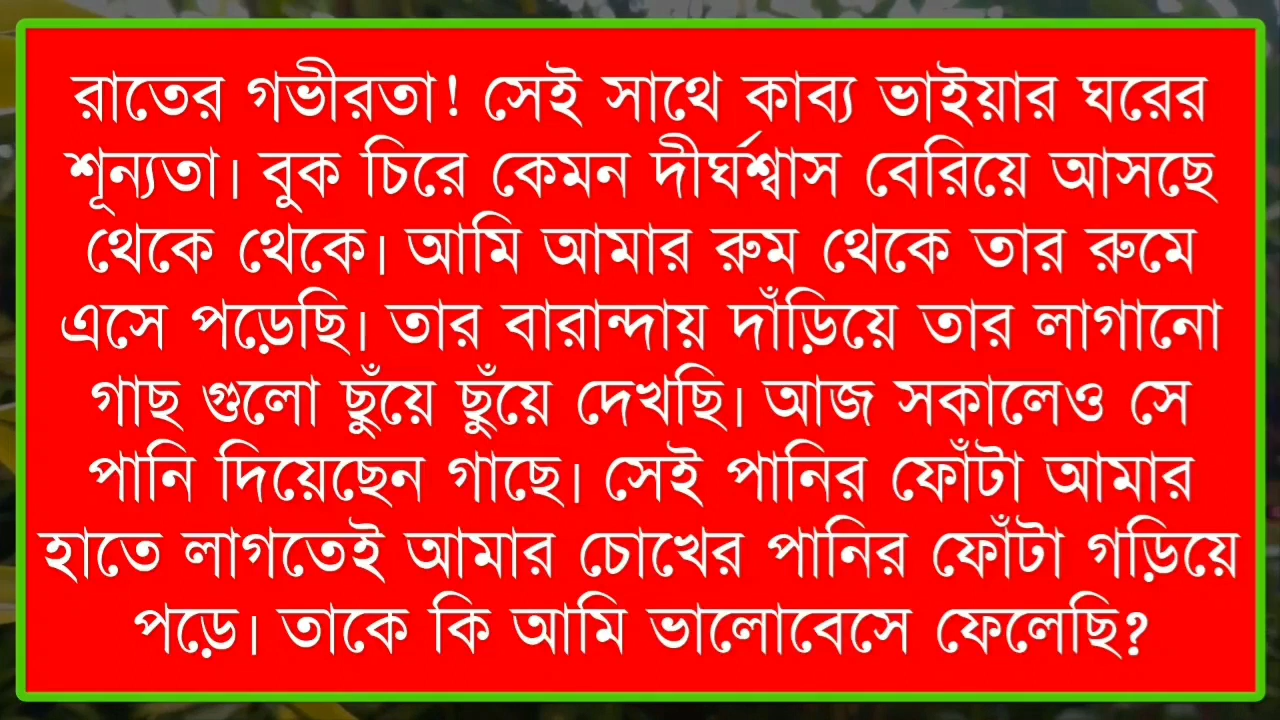 রাতের গভীরতা! সেই সাথে কাব্য ভাইয়ার ঘরের
শূন্যতা। বুক চিরে কেমন দীর্ঘশ্বাস বেরিয়ে আসছে
থেকে থেকে। আমি আমার রুম থেকে তার রুমে
এসে পড়েছি। তার বারান্দায় দাঁড়িয়ে তার লাগানো
গাছ গুলো ছুঁয়ে ছুঁয়ে দেখছি। আজ সকালেও সে
পানি দিয়েছেন গাছে। সেই পানির ফোঁটা আমার
হাতে লাগতেই আমার চোখের পানির ফোঁটা গড়িয়ে
পড়ে। তাকে কি আমি ভালোবেসে ফেলেছি?